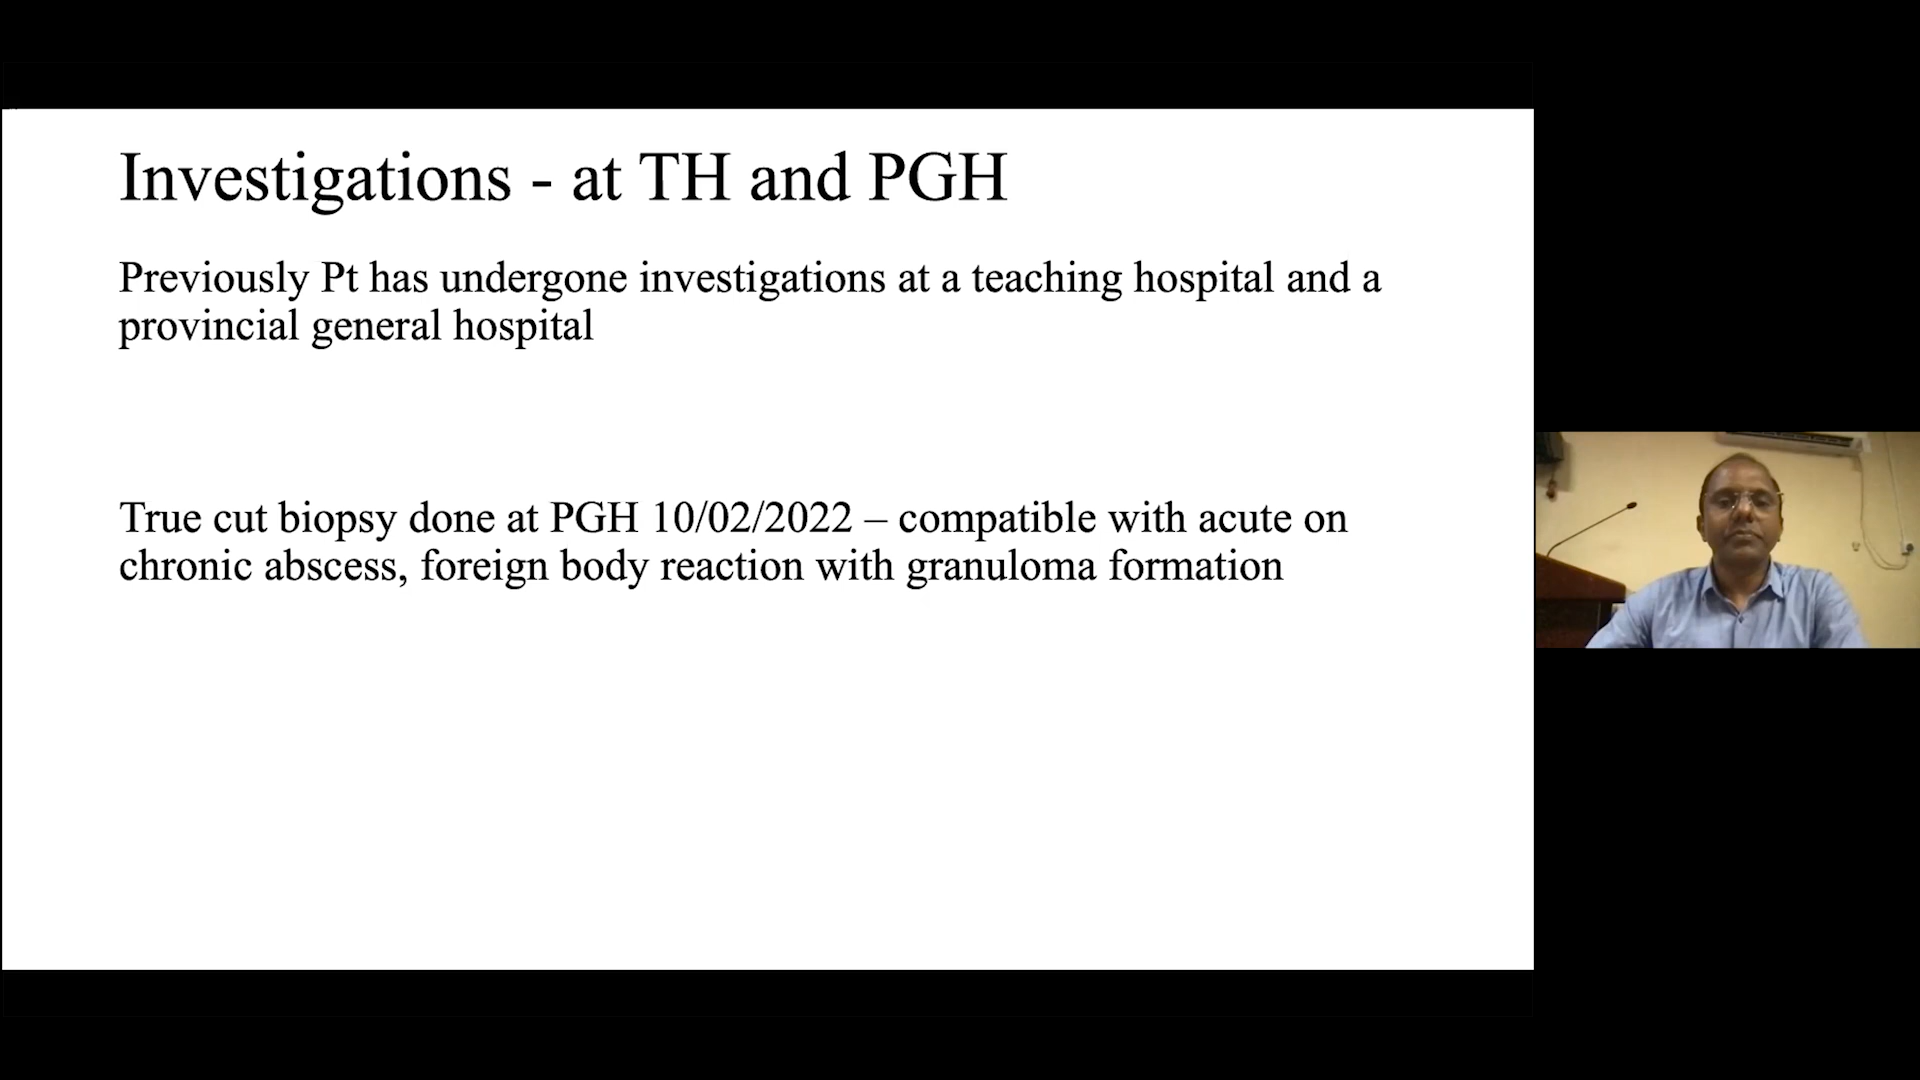 Investigations - at TH and PGH
Previously Pt has undergone investigations at a teaching hospital and a
provincial general hospital
True cut biopsy done at PGH 10/02/2022 – compatible with acute on
chronic abscess, foreign body reaction with granuloma formation